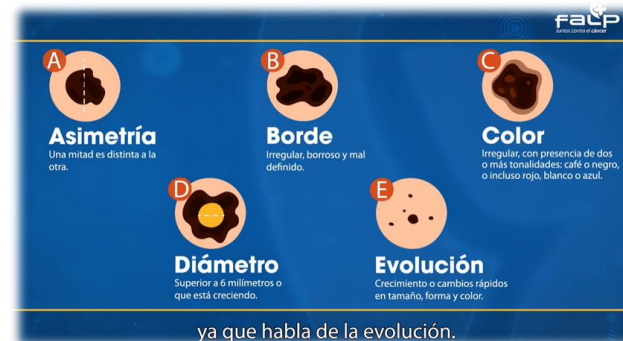 falp
Juntos contra el cáncer
A
Asimetría
Una mitad es distinta a la
otra.
B
Borde
Irregular, borroso y mal
definido.
C
Color
Irregular, con presencia de dos
o más tonalidades: café o negro,
o incluso rojo, blanco o azul.
D
Diámetro
Superior a 6 milímetros o
que está creciendo.
E
Evolución
Crecimiento o cambios rápidos
en tamaño, forma y color.
ya que habla de la evolución.